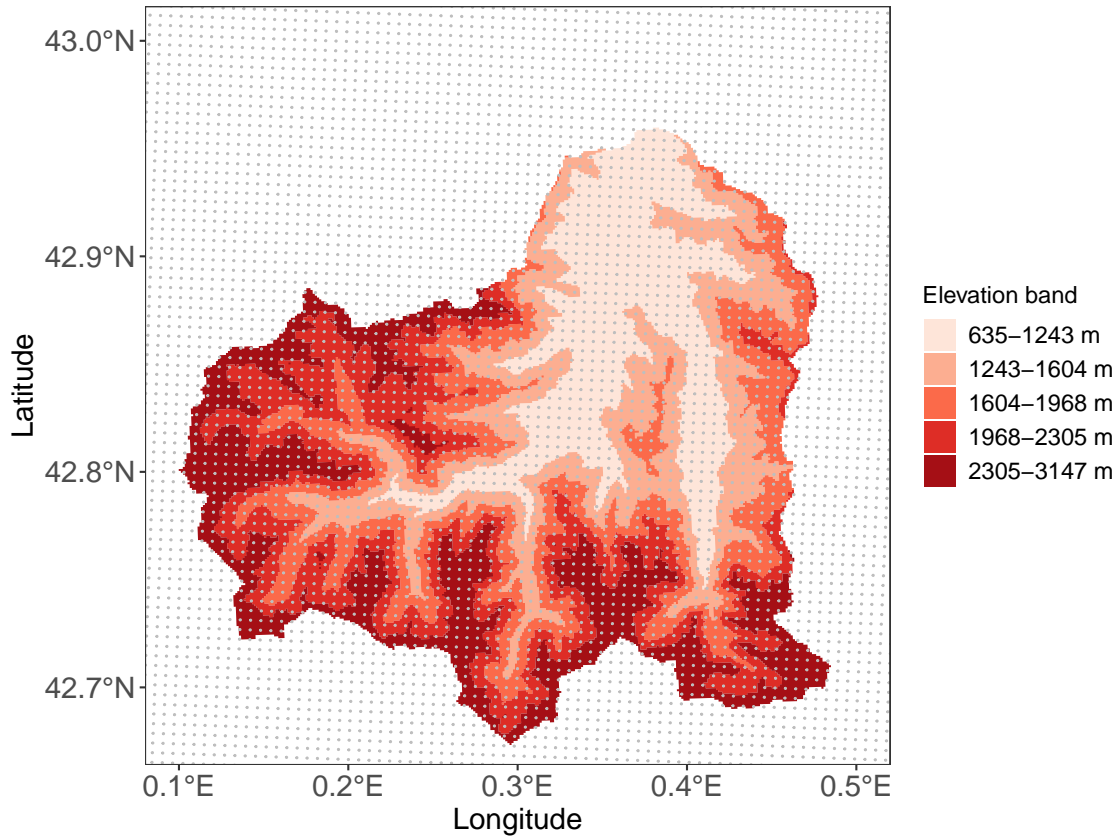 43.0°N
42.9°N
42.8°N
42.7°N
Latitude
0.1°E
0.2°E
0.3°E
0.4°E
0.5°E
Longitude
Elevation band
635−1243 m
1243−1604 m
1604−1968 m
1968−2305 m
2305−3147 m